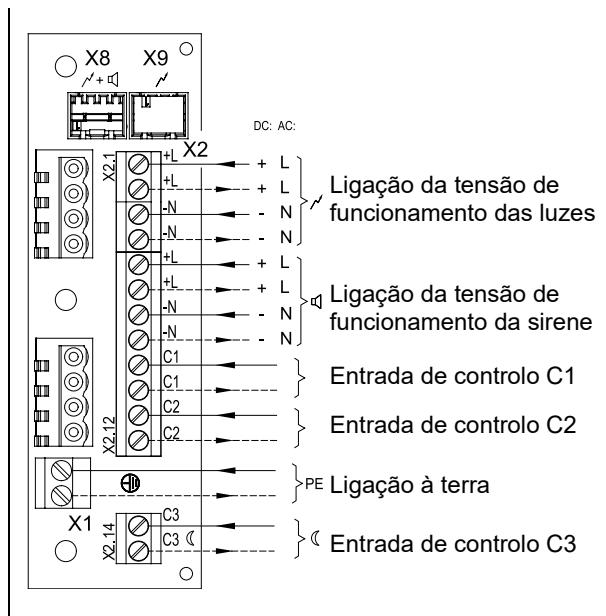 X8 X9
+
DC: AC:
X2
X2.1
+L + L
+L + L
-N - N
-N - N
Ligação da tensão de
funcionamento das luzes
+L + L
+L + L
-N - N
-N - N
Ligação da tensão de
funcionamento da sirene
C1
C1
Entrada de controlo C1
C2
C2
Entrada de controlo C2
X2.12
PE Ligação à terra
X1
X2.14
C3
C3
Entrada de controlo C3